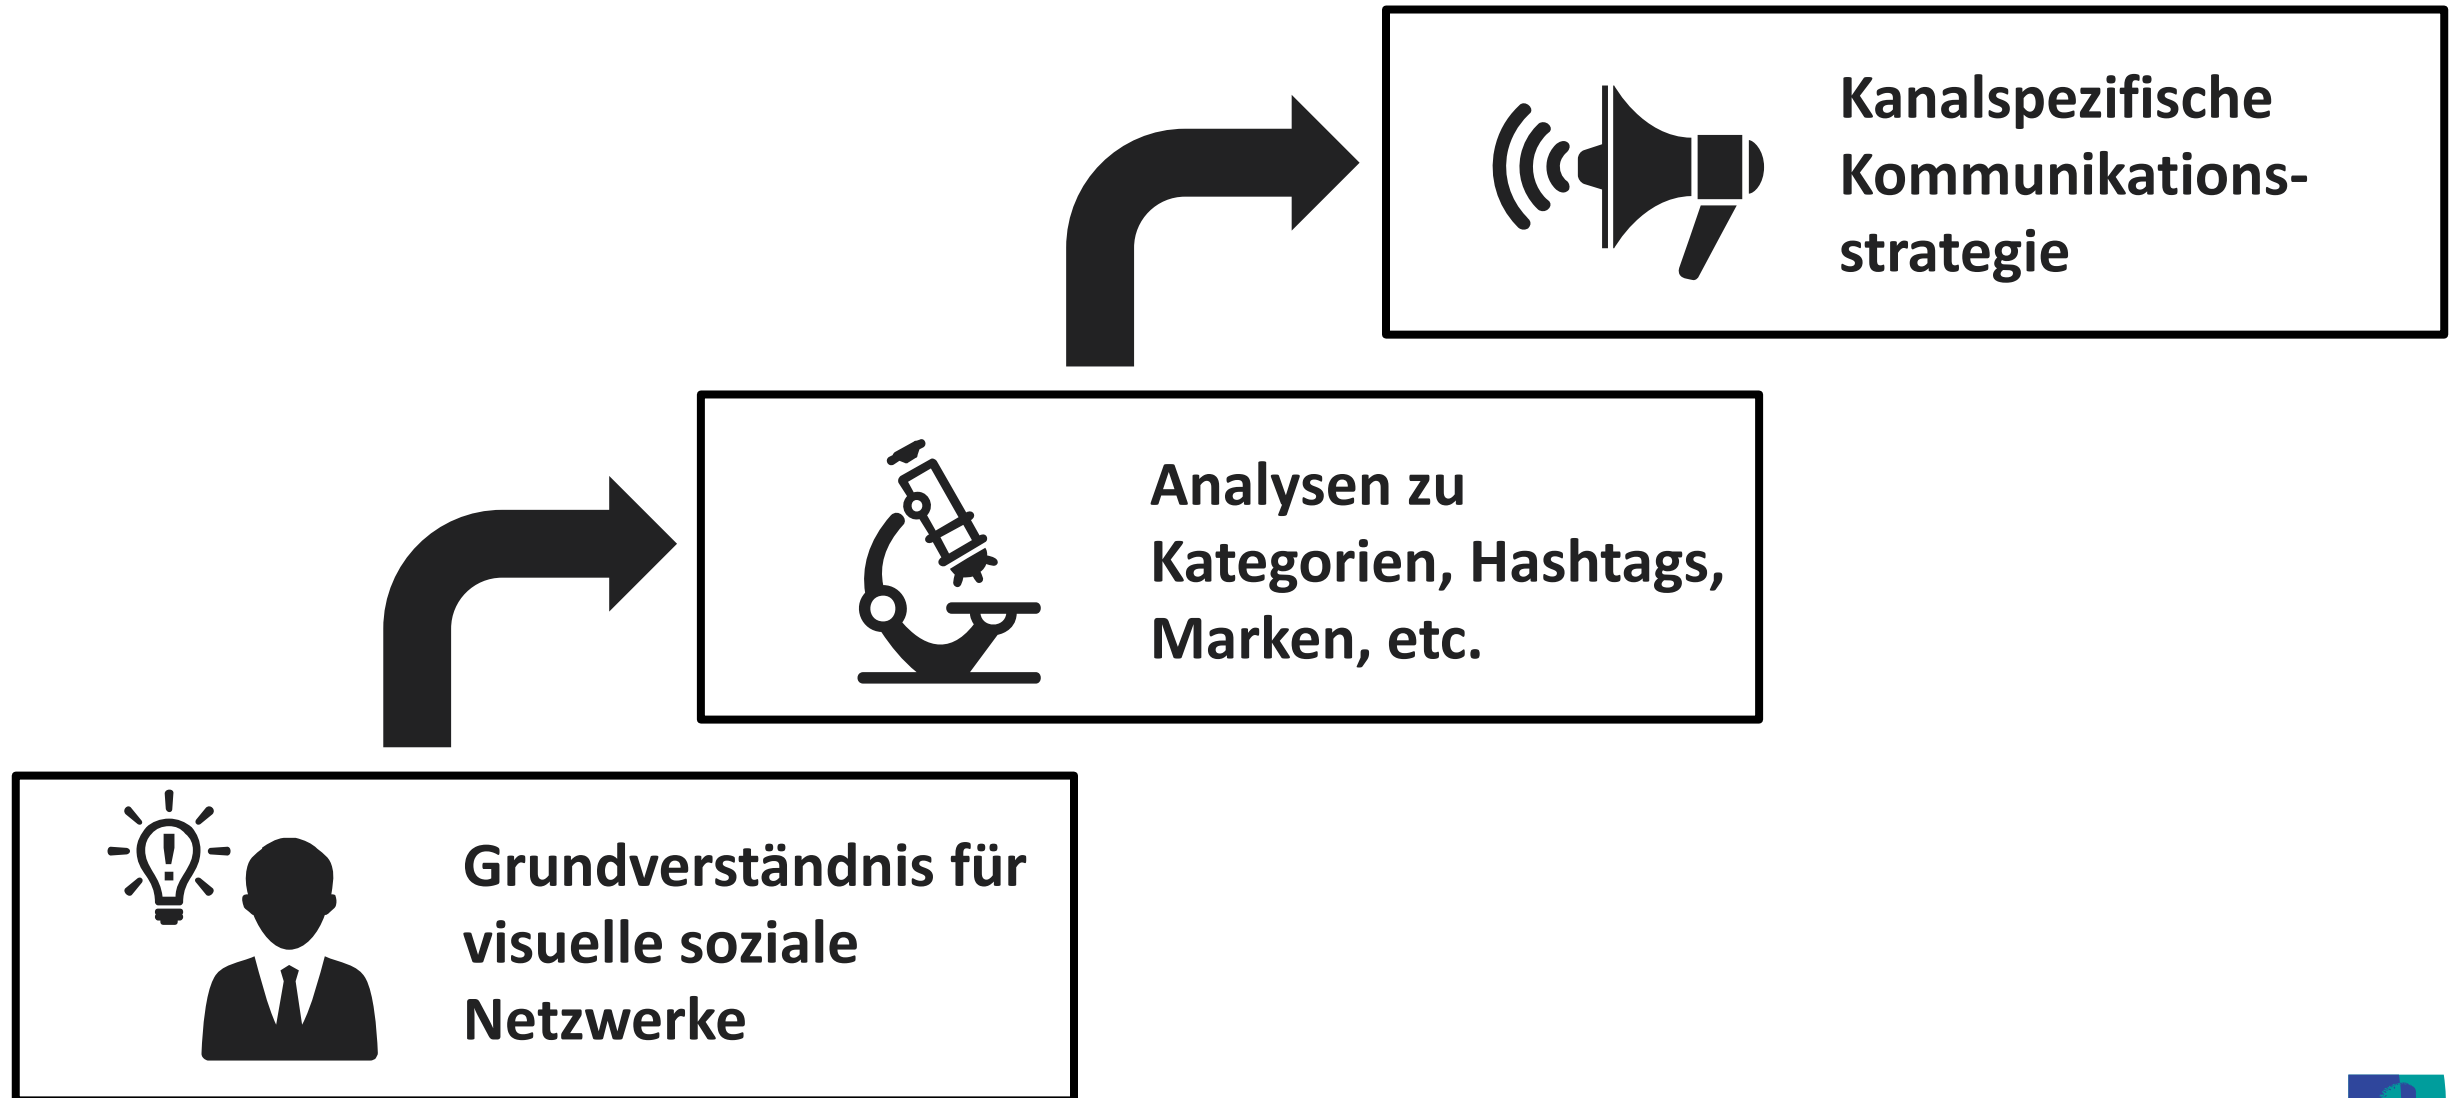 Kanalspezifische
Kommunikations-
strategie
Analysen zu
Kategorien, Hashtags,
Marken, etc.
Grundverständnis für
visuelle soziale
Netzwerke